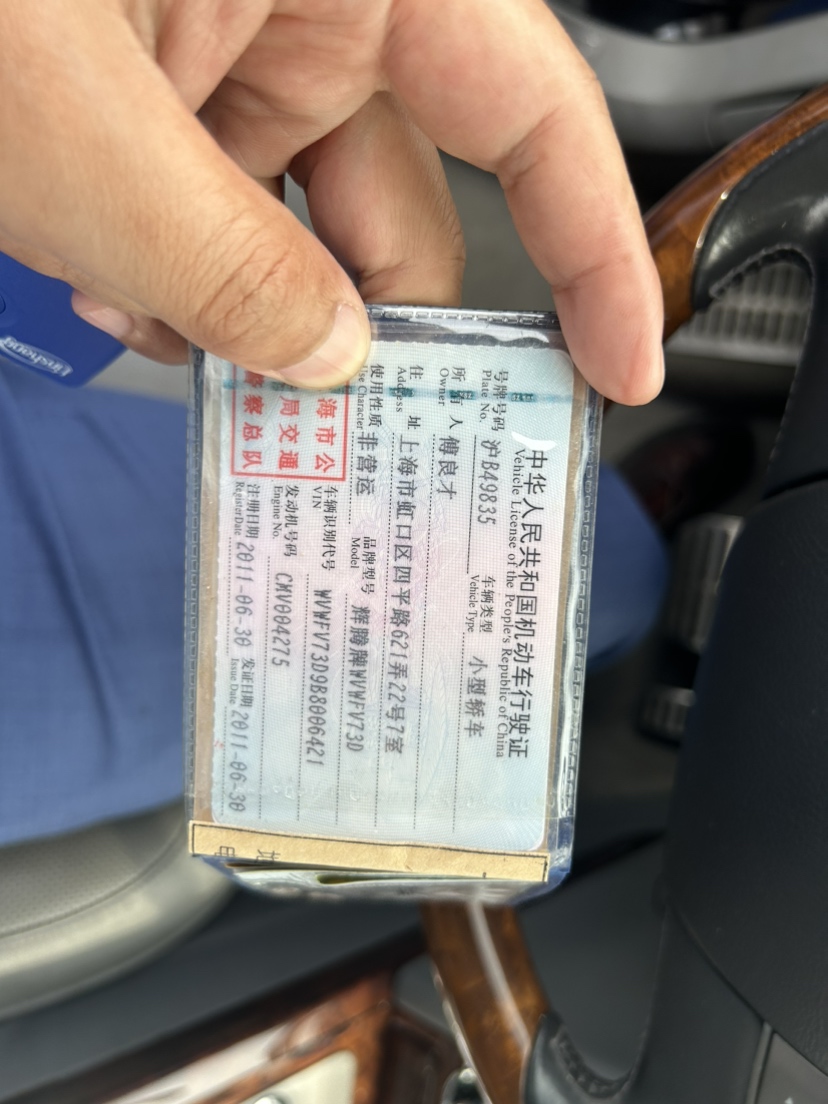 中华人民共和国机动车行驶证
Vehicle License of the People's Republic of China
号牌号码 沪B49835 车辆类型 小型轿车
Plate No. Vehicle Type
所有人 傅良才
Owner
住址 上海市虹口区四平路621弄22号7室
Address
使用性质 非营运 品牌型号 辉腾牌WVWFV73D
Use Character Model
海市公
局交通
警察总队
车辆识别代号 WVWFV73D9B8006421
VIN
发动机号码 CMV004275
Engine No.
注册日期 2011-06-30 发证日期 2011-06-30
Register Date Issue Date